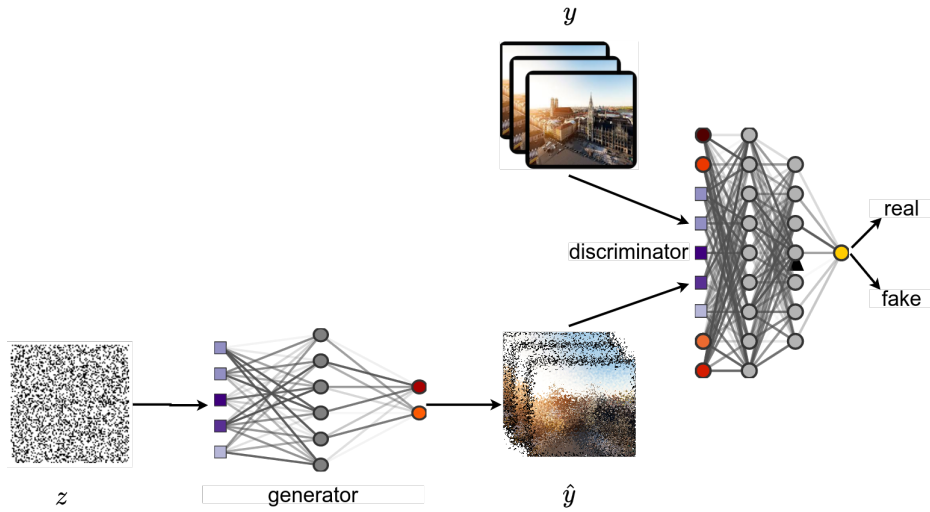 y
real
discriminator
fake
z
generator
ŷ